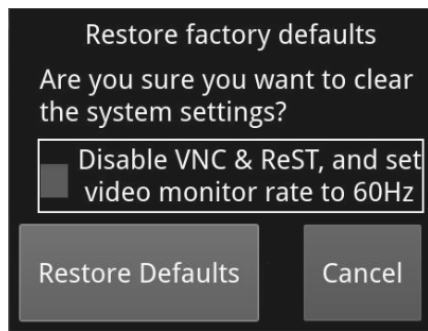 Restore factory defaults
Are you sure you want to clear
the system settings?
Disable VNC & ReST, and set
video monitor rate to 60Hz
Restore Defaults
Cancel